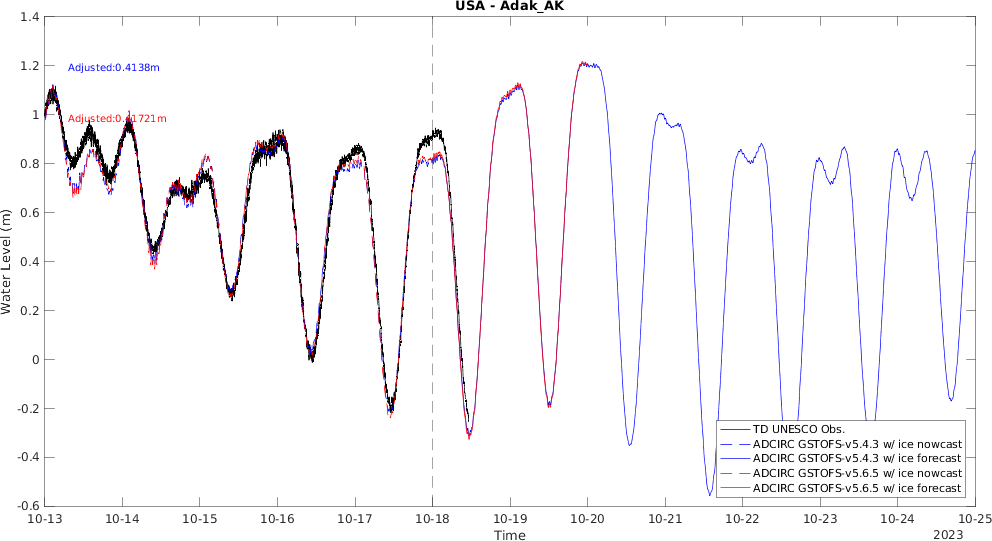 USA - Adak_AK
1.4
1.2
1
0.8
0.6
0.4
0.2
0
-0.2
-0.4
-0.6
Water Level (m)
Adjusted:0.4138m
Adjusted:0.41721m
TD UNESCO Obs.
ADCIRC GSTOFS-v5.4.3 w/ ice nowcast
ADCIRC GSTOFS-v5.4.3 w/ ice forecast
ADCIRC GSTOFS-v5.6.5 w/ ice nowcast
ADCIRC GSTOFS-v5.6.5 w/ ice forecast
10-13 10-14 10-15 10-16 10-17 10-18 10-19 10-20 10-21 10-22 10-23 10-24 10-25
Time
2023